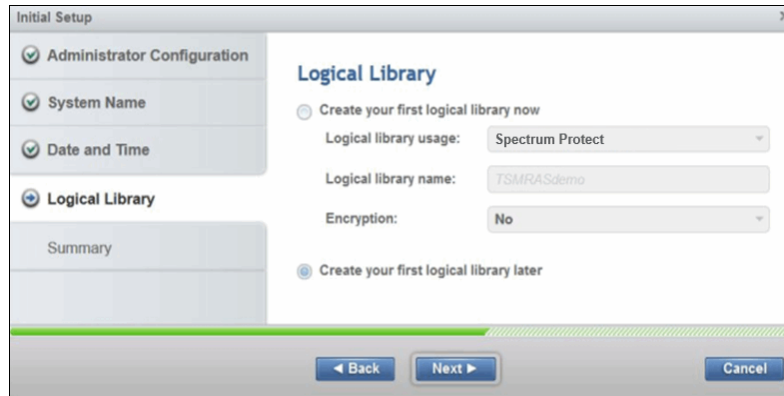 Initial Setup
Administrator Configuration
System Name
Date and Time
Logical Library
Summary
Logical Library
Create your first logical library now
Logical library usage: Spectrum Protect
Logical library name: TSMRASdemo
Encryption: No
Create your first logical library later
Back Next Cancel